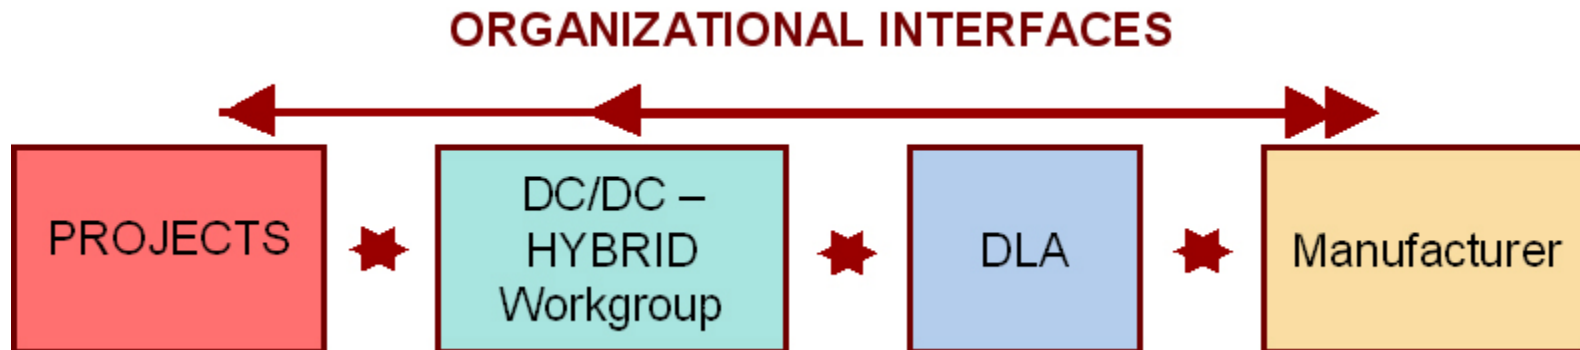 ORGANIZATIONAL INTERFACES
PROJECTS
DC/DC –
HYBRID
Workgroup
DLA
Manufacturer